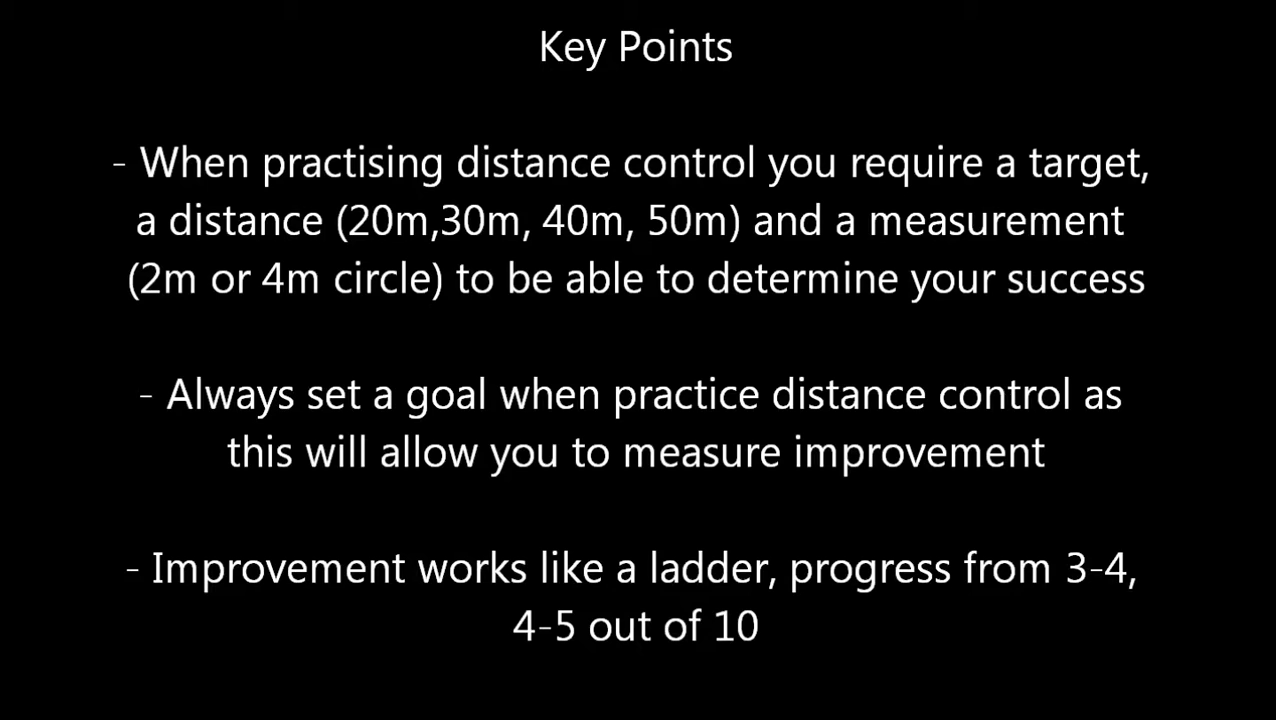 Key Points
- When practising distance control you require a target,
a distance (20m,30m, 40m, 50m) and a measurement
(2m or 4m circle) to be able to determine your success
- Always set a goal when practice distance control as
this will allow you to measure improvement
- Improvement works like a ladder, progress from 3-4,
4-5 out of 10